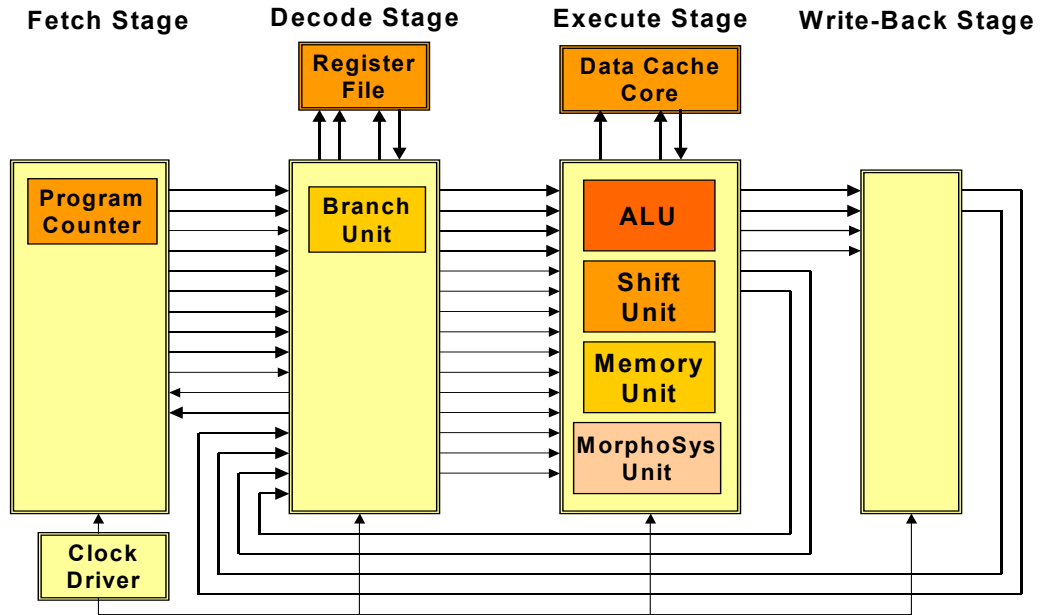 Fetch Stage
Decode Stage
Execute Stage
Write-Back Stage
Register
File
Data Cache
Core
Program
Counter
Branch
Unit
ALU
Shift
Unit
Memory
Unit
MorphoSys
Unit
Clock
Driver